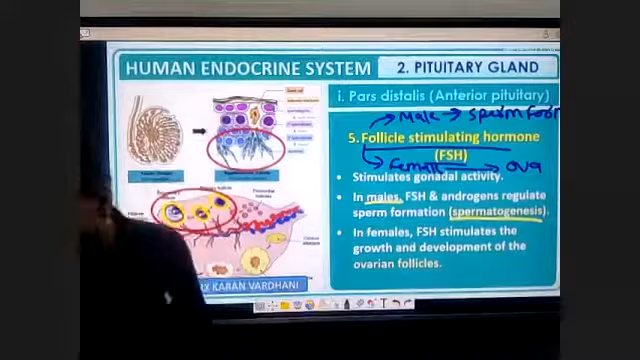 HUMAN ENDOCRINE SYSTEM
2. PITUITARY GLAND
i. Pars distalis (Anterior pituitary)
Male → sperm for
5. Follicle stimulating hormone
(FSH)
Female → ova
• Stimulates gonadal activity.
• In males, FSH & androgens regulate
sperm formation (spermatogenesis).
• In females, FSH stimulates the
growth and development of the
ovarian follicles.
KARAN VARDHANI